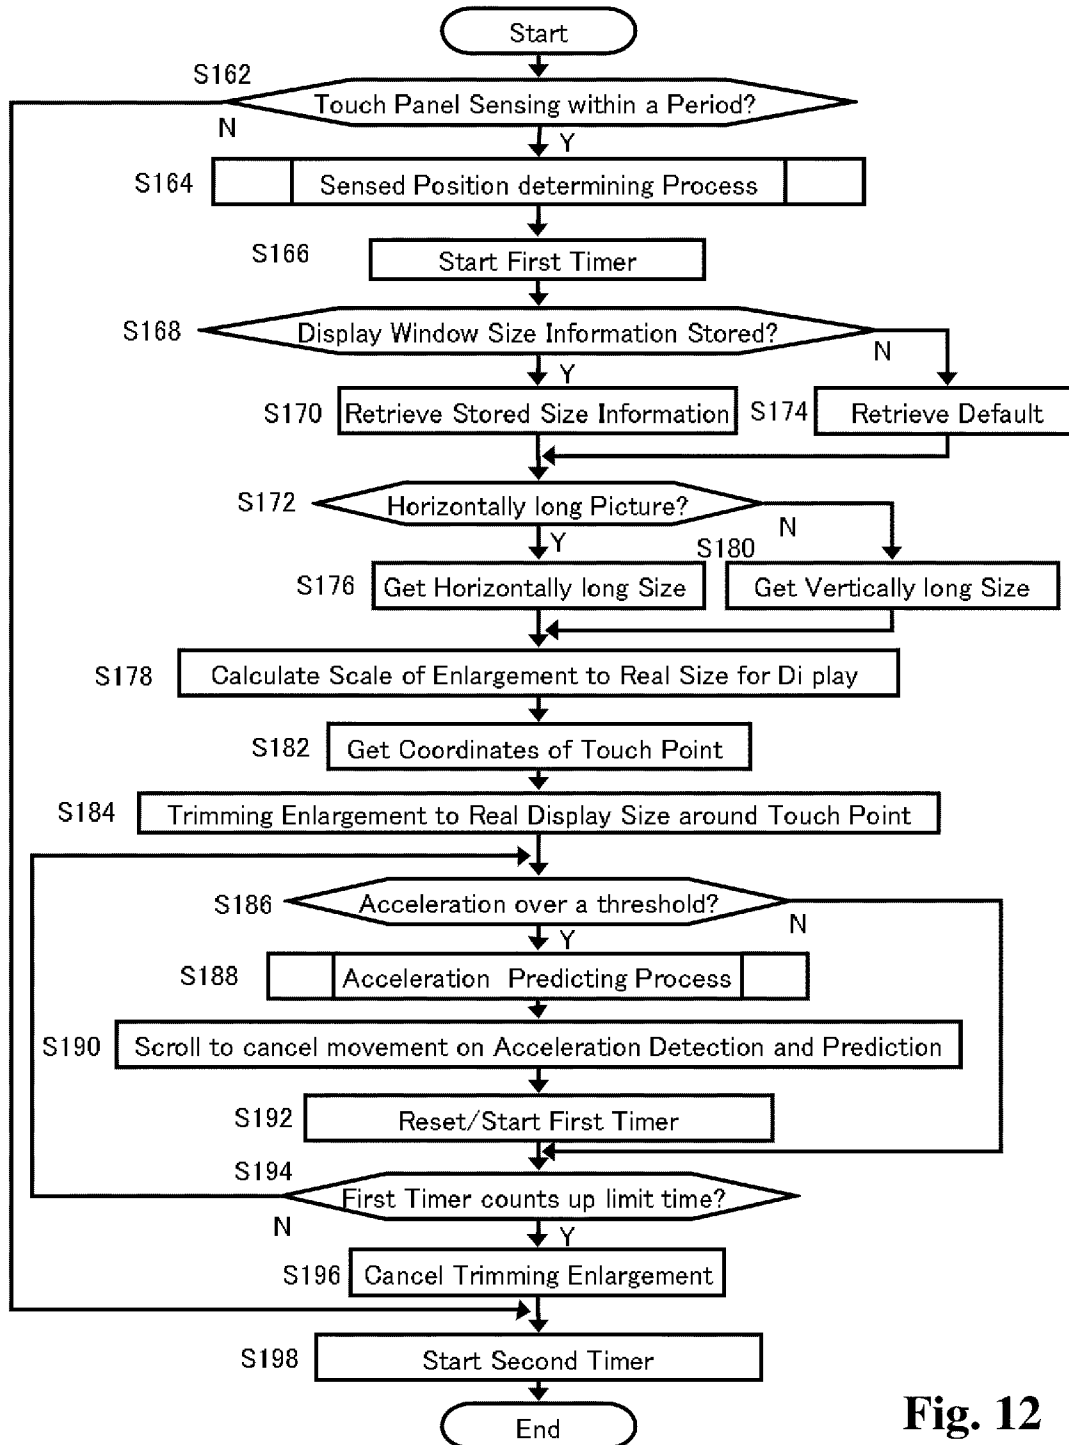 Start
S162
Touch Panel Sensing within a Period?
N
Y
S164
Sensed Position determining Process
S166
Start First Timer
S168
Display Window Size Information Stored?
N
Y
S170
Retrieve Stored Size Information
S174
Retrieve Default
S172
Horizontally long Picture?
N
Y
S180
S176
Get Horizontally long Size
Get Vertically long Size
S178
Calculate Scale of Enlargement to Real Size for Di play
S182
Get Coordinates of Touch Point
S184
Trimming Enlargement to Real Display Size around Touch Point
S186
Acceleration over a threshold?
N
Y
S188
Acceleration Predicting Process
S190
Scroll to cancel movement on Acceleration Detection and Prediction
S192
Reset/Start First Timer
S194
First Timer counts up limit time?
N
Y
S196
Cancel Trimming Enlargement
S198
Start Second Timer
End
Fig. 12